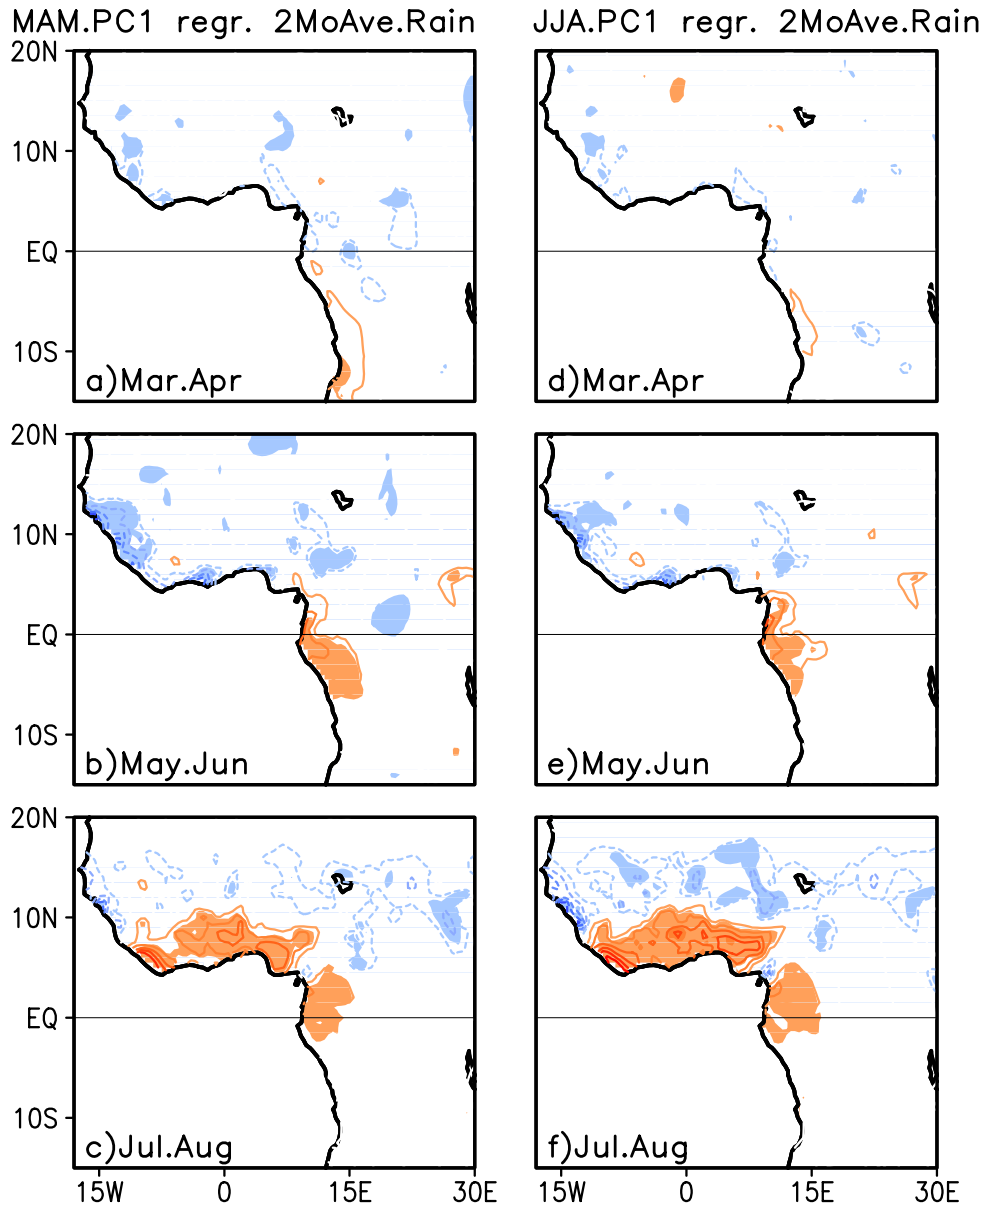 MAM.PC1 regr. 2MoAve.Rain
JJA.PC1 regr. 2MoAve.Rain
20N
10N
EQ
10S
a)Mar.Apr
d)Mar.Apr
20N
10N
EQ
10S
b)May.Jun
e)May.Jun
20N
10N
EQ
10S
c)Jul.Aug
f)Jul.Aug
15W 0 15E 30E
15W 0 15E 30E